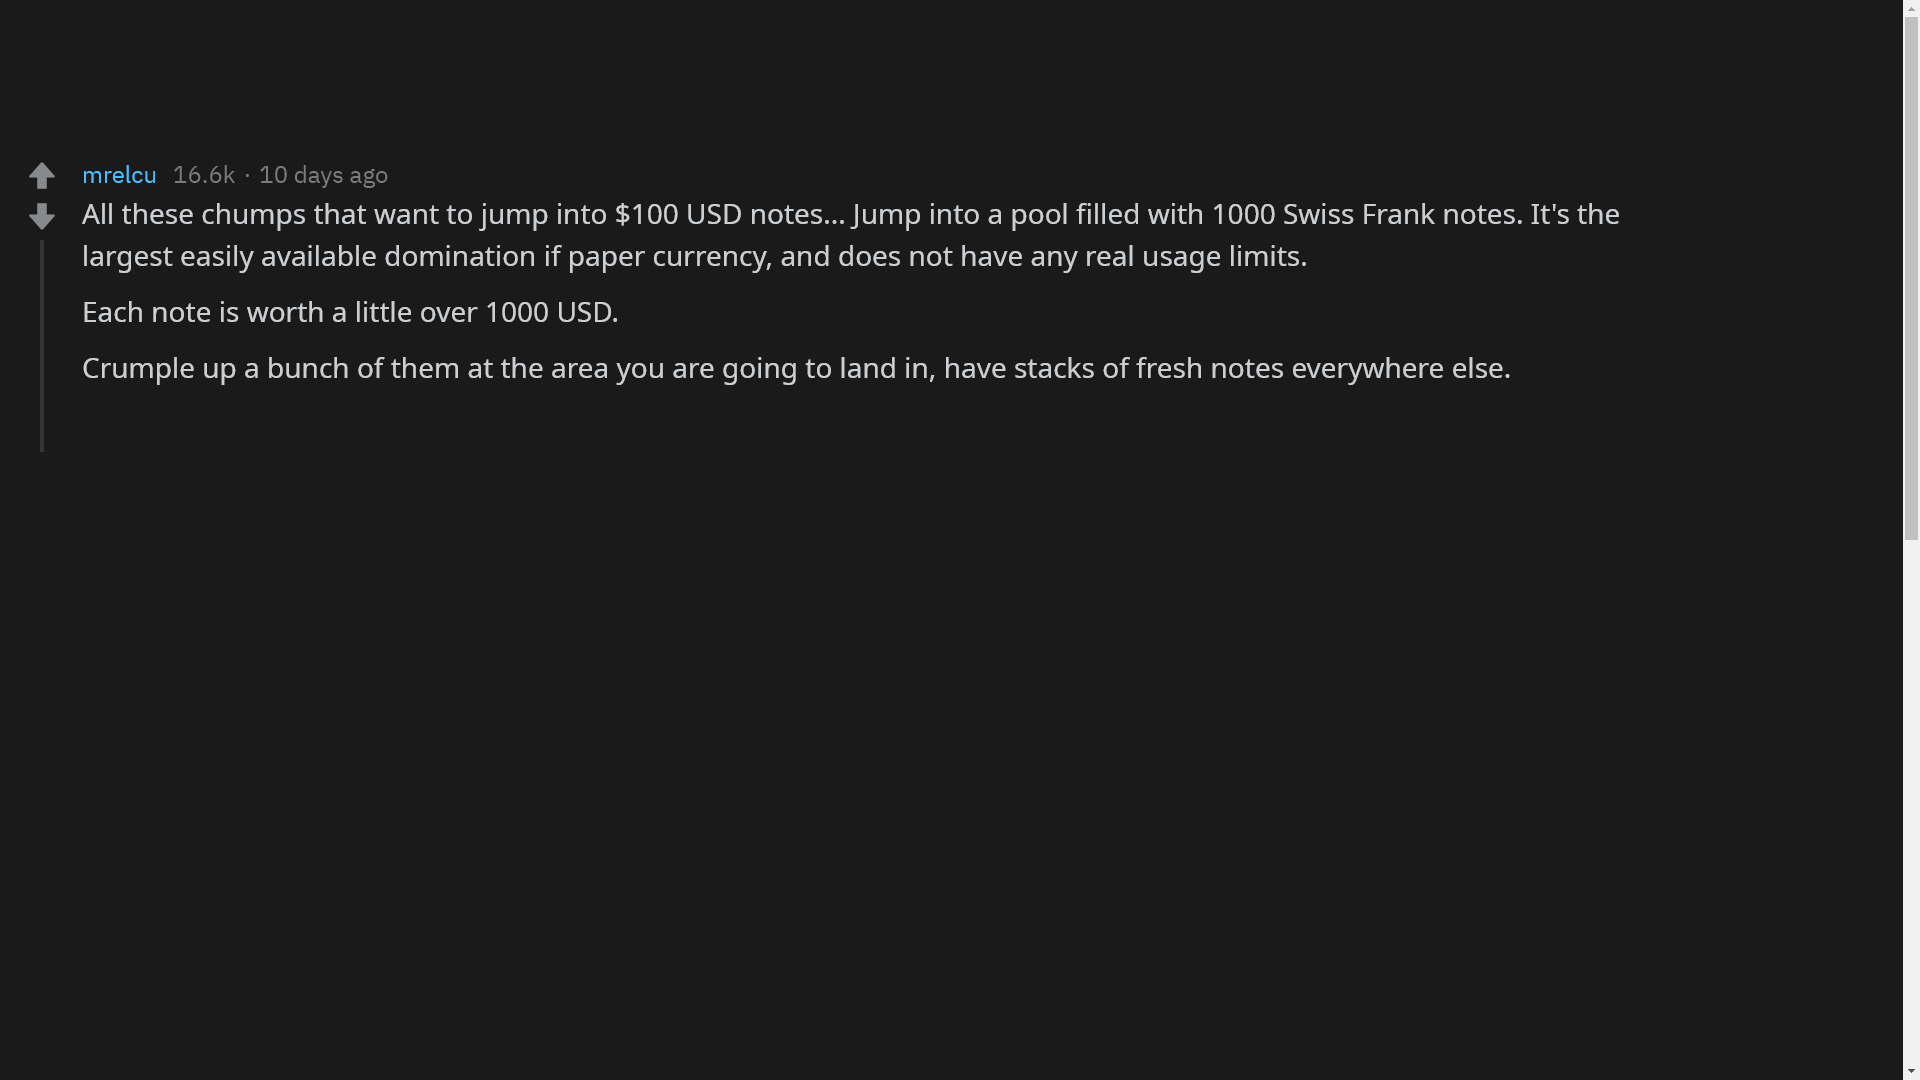 mrelcu 16.6k · 10 days ago
All these chumps that want to jump into $100 USD notes... Jump into a pool filled with 1000 Swiss Frank notes. It's the
largest easily available domination if paper currency, and does not have any real usage limits.
Each note is worth a little over 1000 USD.
Crumple up a bunch of them at the area you are going to land in, have stacks of fresh notes everywhere else.